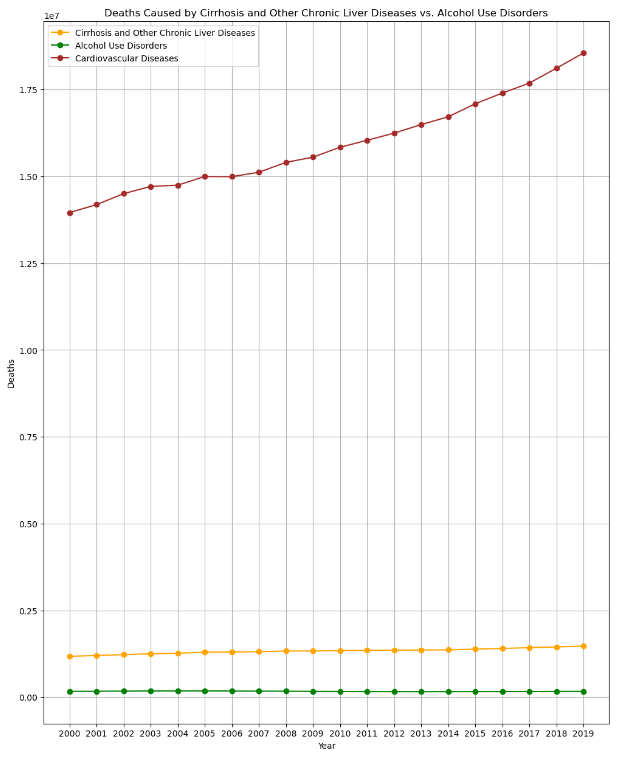 Deaths Caused by Cirrhosis and Other Chronic Liver Diseases vs. Alcohol Use Disorders
1e7
Cirrhosis and Other Chronic Liver Diseases
Alcohol Use Disorders
Cardiovascular Diseases
1.75
1.50
1.25
1.00
0.75
0.50
0.25
0.00
Deaths
2000 2001 2002 2003 2004 2005 2006 2007 2008 2009 2010 2011 2012 2013 2014 2015 2016 2017 2018 2019
Year